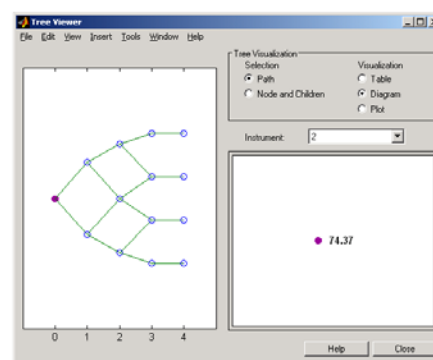 Tree Viewer
File Edit View Insert Tools Window Help
Tree Visualization
Selection
Visualization
Path
Table
Node and Children
Diagram
Plot
Instrument:
2
74.37
0 1 2 3 4
Help
Close